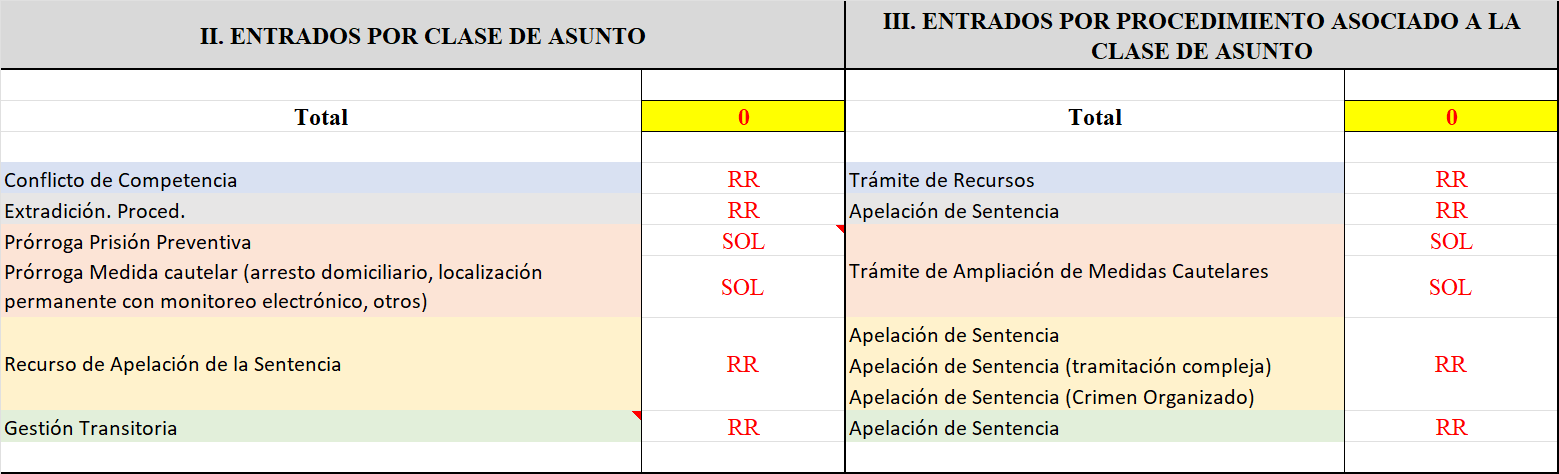 II. ENTRADOS POR CLASE DE ASUNTO
III. ENTRADOS POR PROCEDIMIENTO ASOCIADO A LA
CLASE DE ASUNTO
Total 0 Total 0
Conflicto de Competencia RR Trámite de Recursos RR
Extradición. Proced. RR Apelación de Sentencia RR
Prórroga Prisión Preventiva SOL SOL
Prórroga Medida cautelar (arresto domiciliario, localización
permanente con monitoreo electrónico, otros) SOL Trámite de Ampliación de Medidas Cautelares SOL
Recurso de Apelación de la Sentencia RR
Apelación de Sentencia
Apelación de Sentencia (tramitación compleja) RR
Apelación de Sentencia (Crimen Organizado)
Gestión Transitoria RR Apelación de Sentencia RR